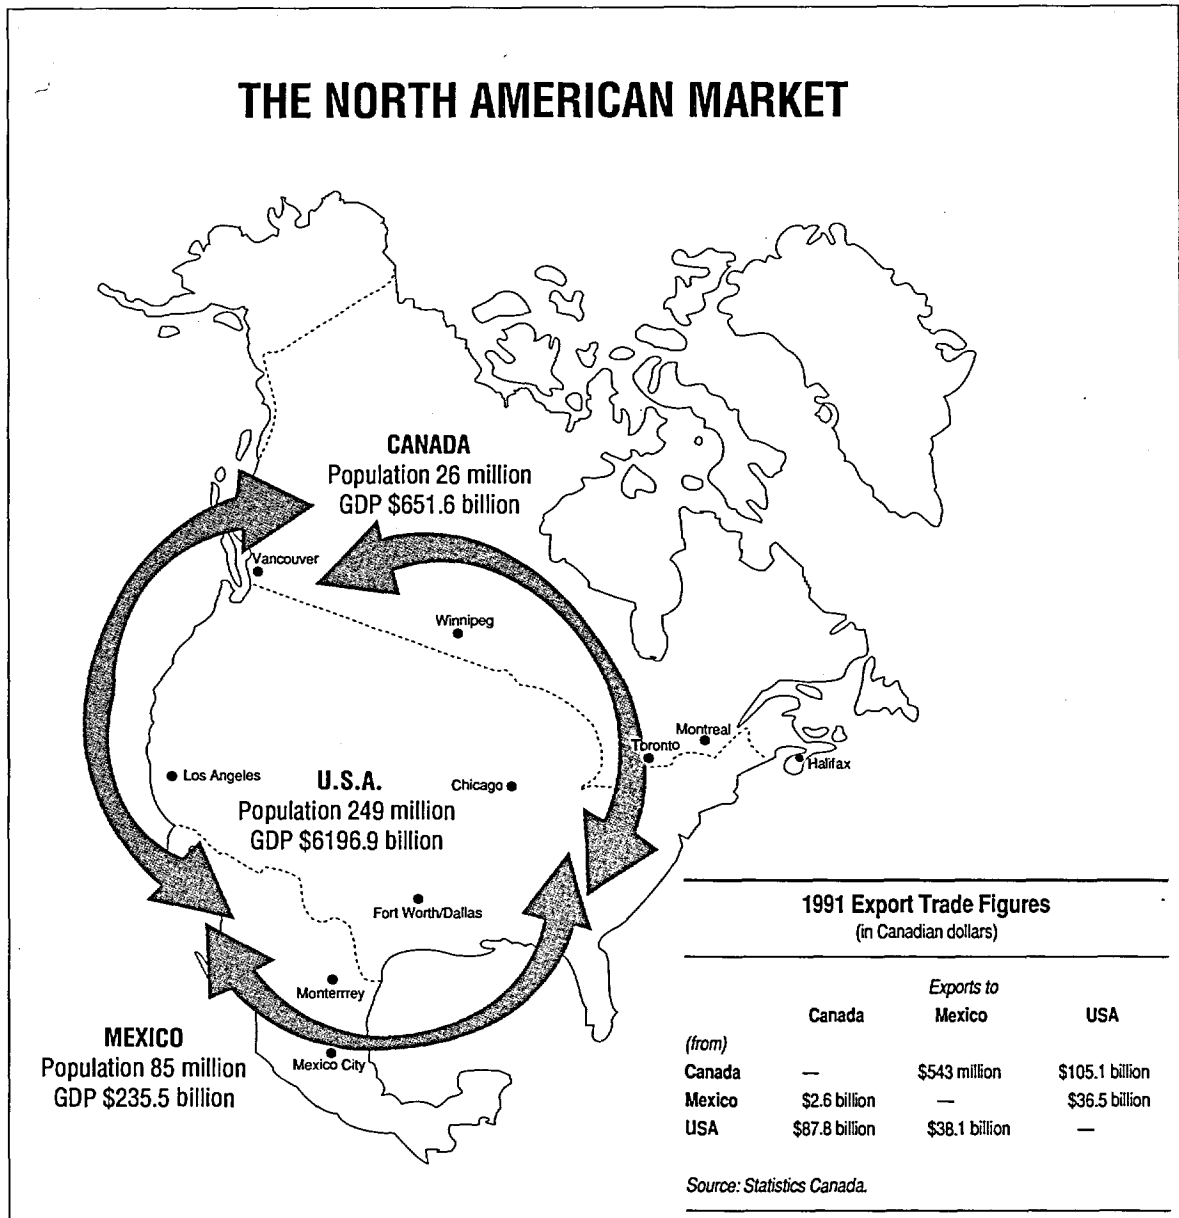 THE NORTH AMERICAN MARKET
CANADA
Population 26 million
GDP $651.6 billion
Vancouver
Winnipeg
Montreal
Toronto
Halifax
Los Angeles
U.S.A.
Population 249 million
GDP $6196.9 billion
Chicago
Fort Worth/Dallas
Monterrrey
MEXICO
Population 85 million
GDP $235.5 billion
Mexico City
1991 Export Trade Figures
(in Canadian dollars)
Exports to
Canada Mexico USA
(from)
Canada — $543 million $105.1 billion
Mexico $2.6 billion — $36.5 billion
USA $87.8 billion $38.1 billion —
Source: Statistics Canada.